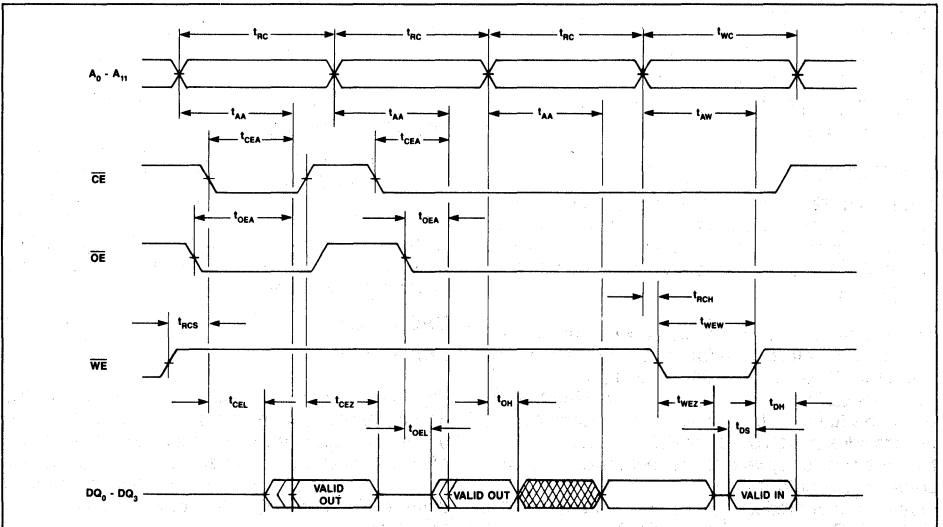 tRC tRC tRC tWC
A0 - A11
tAA tAA tAA tAW
tCEA tCEA
CE
tOEA tOEA
OE
tRCH
tRCS tWEW
WE
tCEL tCEZ tOH tWEZ tDH
tOEL tDS
DQ0 - DQ3 VALID OUT VALID OUT VALID IN